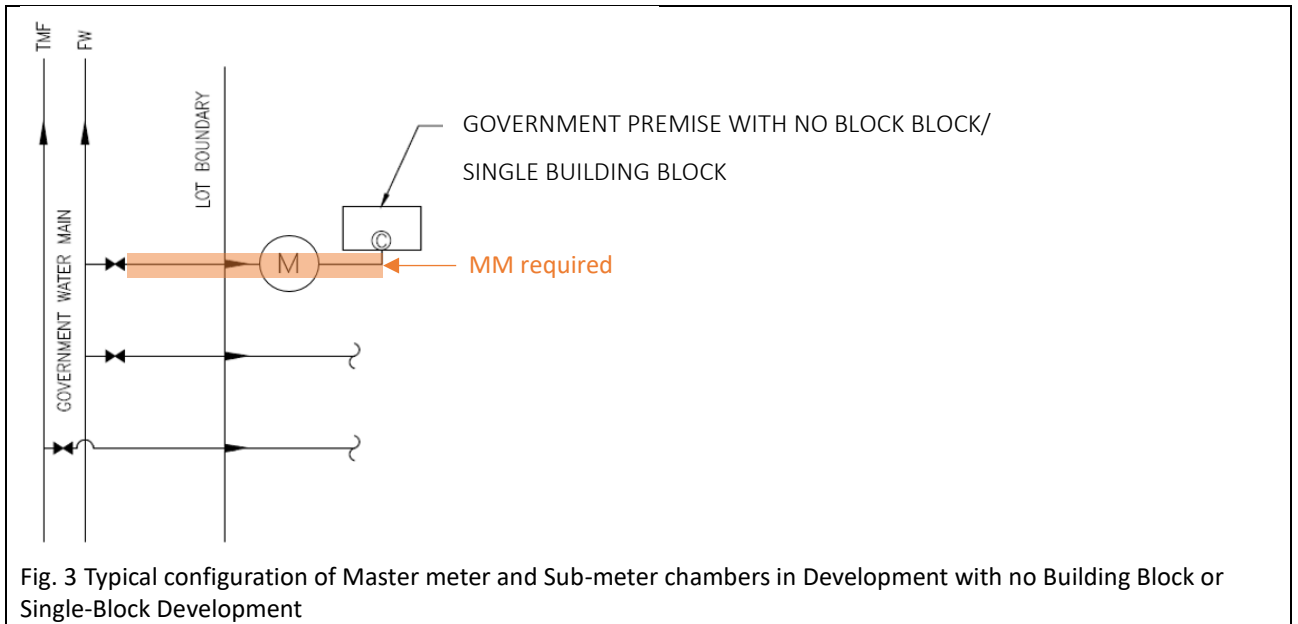 TMF
FW
GOVERNMENT WATER MAIN
LOT BOUNDARY
GOVERNMENT PREMISE WITH NO BLOCK BLOCK/
SINGLE BUILDING BLOCK
C
M
MM required
Fig. 3 Typical configuration of Master meter and Sub-meter chambers in Development with no Building Block or
Single-Block Development